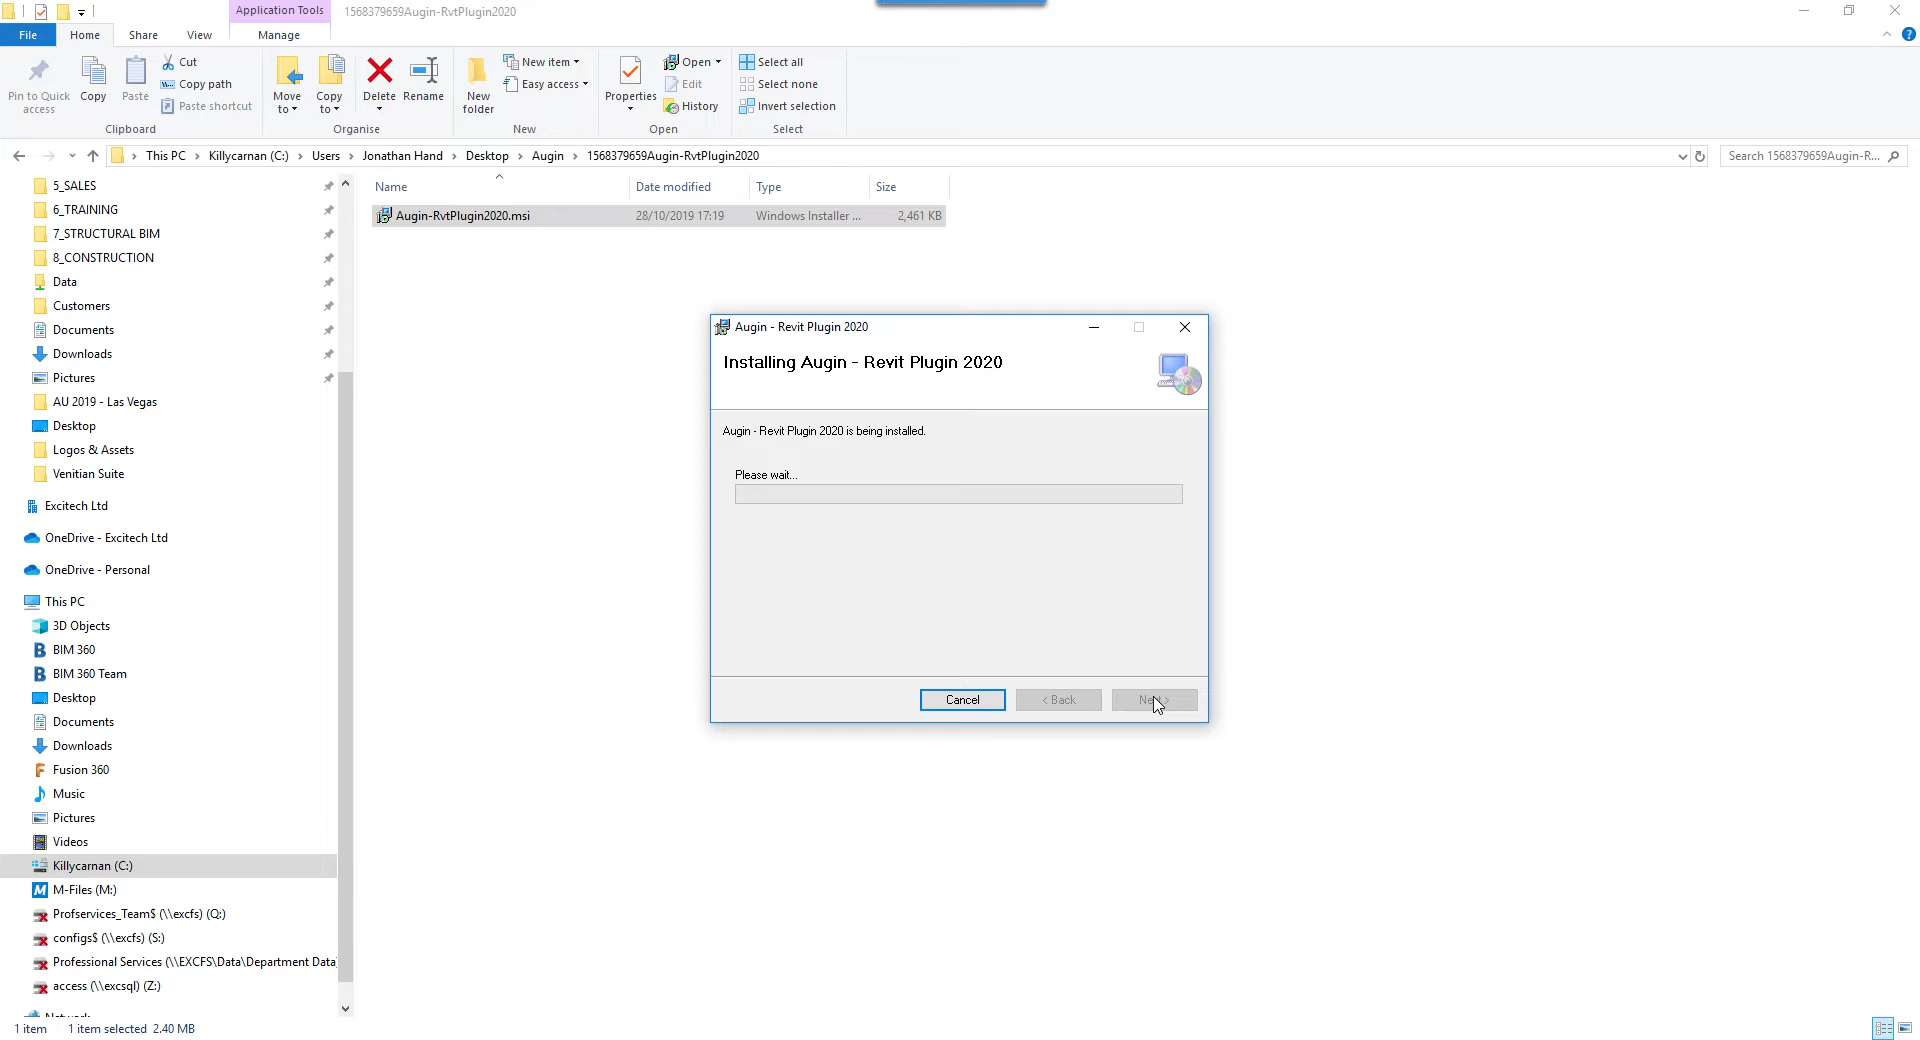 Application Tools
1568379659Augin-RvtPlugin2020
File
Home
Share
View
Manage
Pin to Quick
access
Copy
Paste
Cut
Copy path
Paste shortcut
Clipboard
Move
to
Copy
to
Delete
Rename
Organise
New
folder
New item
Easy access
New
Properties
Open
Edit
History
Open
Select all
Select none
Invert selection
Select
This PC > Killycarnan (C:) > Users > Jonathan Hand > Desktop > Augin > 1568379659Augin-RvtPlugin2020
Search 1568379659Augin-R...
Name
Date modified
Type
Size
Augin-RvtPlugin2020.msi
28/10/2019 17:19
Windows Installer ...
2,461 KB
5_SALES
6_TRAINING
7_STRUCTURAL BIM
8_CONSTRUCTION
Data
Customers
Documents
Downloads
Pictures
AU 2019 - Las Vegas
Desktop
Logos & Assets
Venitian Suite
Excitech Ltd
OneDrive - Excitech Ltd
OneDrive - Personal
This PC
3D Objects
BIM 360
BIM 360 Team
Desktop
Documents
Downloads
Fusion 360
Music
Pictures
Videos
Killycarnan (C:)
M-Files (M:)
Profservices_Team$ (\\excfs) (Q:)
configs$ (\\excfs) (S:)
Professional Services (\\EXCFS\Data\Department Data)
access (\\excsql) (Z:)
Augin - Revit Plugin 2020
Installing Augin - Revit Plugin 2020
Augin - Revit Plugin 2020 is being installed.
Please wait...
Cancel
< Back
1 item
1 item selected 2.40 MB